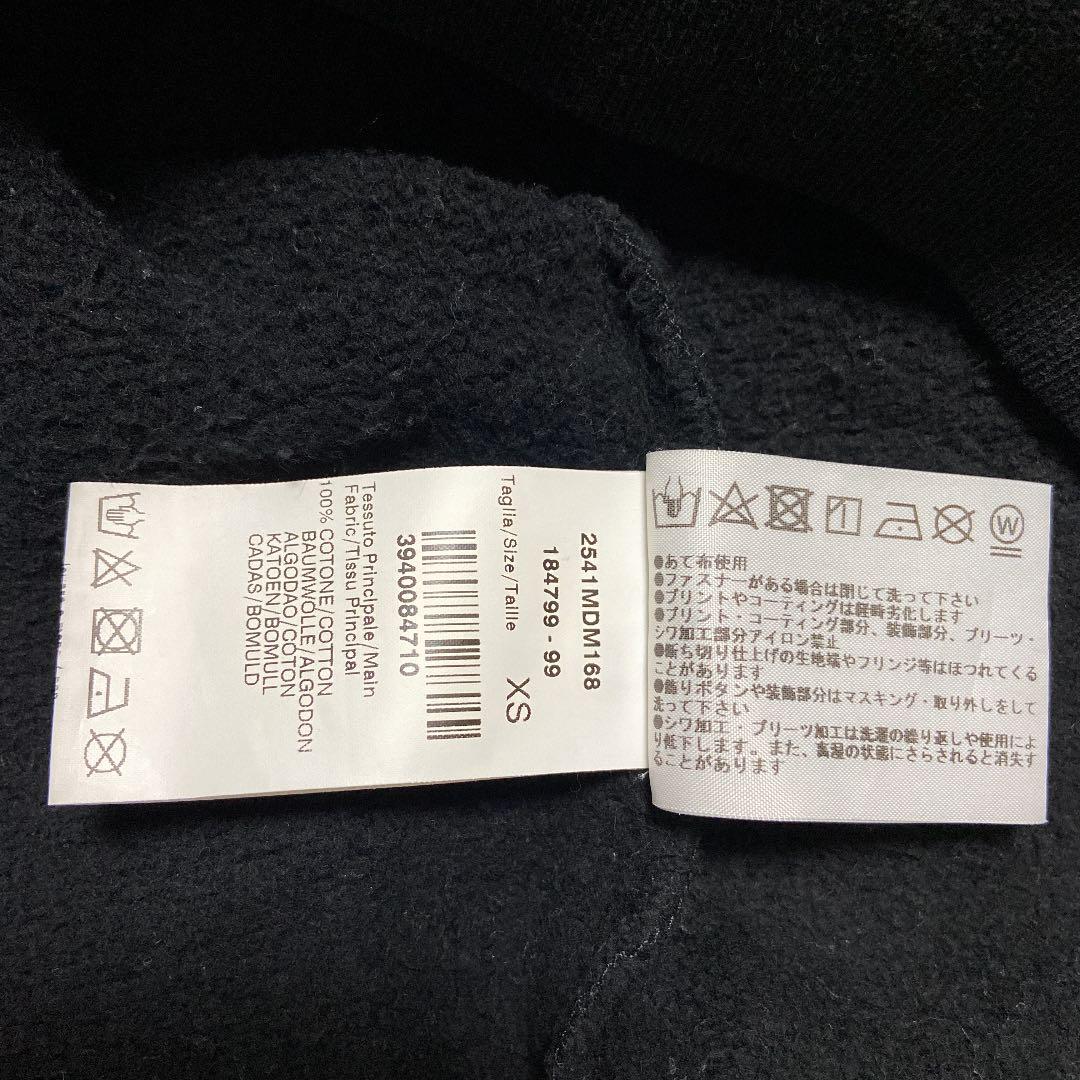 2541MDM168
184799 - 99
Taglia/Size/Taille XS
394008471​0
Tessuto Principale/Main
Fabric/Tissu Principal
100% COTONE/COTTON
BAUMWOLLE/ALGODON
ALGODAO/COTON
KATOEN/BOMULL
CADAS/BOMULD
W
●あて布使用
●ファスナーがある場合は閉じて洗って下さい
●プリントやコーティングは経時劣化します
●プリント・コーティング部分、装飾部分、プリーツ・
シワ加工部分アイロン禁止
●断ち切り仕上げの生地端やフリンジ等はほつれてくる
ことがあります
●飾りボタンや装飾部分はマスキング・取り外しをして
洗って下さい
●シワ加工・プリーツ加工は洗濯の繰り返しや使用によ
り低下します。また、高湿の状態にさらされると消失す
ることがあります